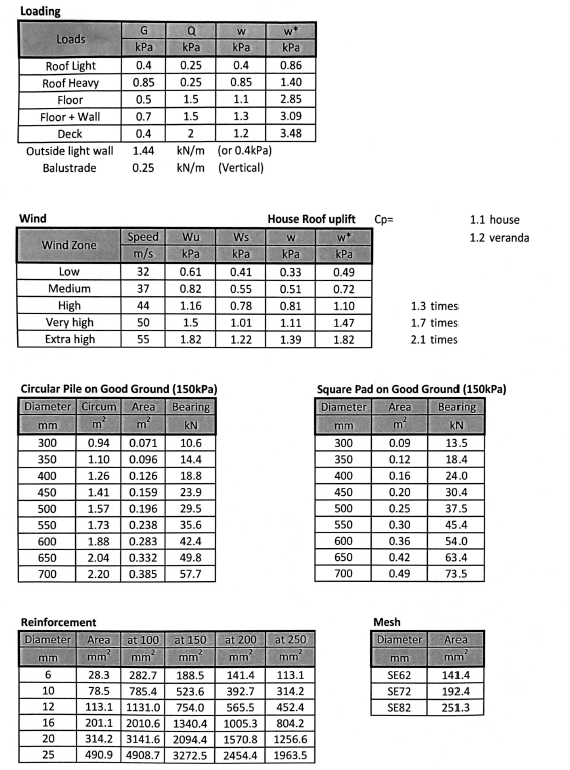 Loading
Loads G Q w w*
kPa kPa kPa kPa
Roof Light 0.4 0.25 0.4 0.86
Roof Heavy 0.85 0.25 0.85 1.40
Floor 0.5 1.5 1.1 2.85
Floor + Wall 0.7 1.5 1.3 3.09
Deck 0.4 2 1.2 3.48
Outside light wall 1.44 kN/m (or 0.4kPa)
Balustrade 0.25 kN/m (Vertical)
Wind House Roof uplift Cp= 1.1 house
Wind Zone Speed Wu Ws w w* 1.2 veranda
m/s kPa kPa kPa kPa
Low 32 0.61 0.41 0.33 0.49
Medium 37 0.82 0.55 0.51 0.72
High 44 1.16 0.78 0.81 1.10 1.3 times
Very high 50 1.5 1.01 1.11 1.47 1.7 times
Extra high 55 1.82 1.22 1.39 1.82 2.1 times
Circular Pile on Good Ground (150kPa)
Diameter Circum Area Bearing
mm m² m² kN
300 0.94 0.071 10.6
350 1.10 0.096 14.4
400 1.26 0.126 18.8
450 1.41 0.159 23.9
500 1.57 0.196 29.5
550 1.73 0.238 35.6
600 1.88 0.283 42.4
650 2.04 0.332 49.8
700 2.20 0.385 57.7
Square Pad on Good Ground (150kPa)
Diameter Area Bearing
mm m² kN
300 0.09 13.5
350 0.12 18.4
400 0.16 24.0
450 0.20 30.4
500 0.25 37.5
550 0.30 45.4
600 0.36 54.0
650 0.42 63.4
700 0.49 73.5
Reinforcement
Diameter Area at 100 at 150 at 200 at 250
mm mm² mm² mm² mm² mm²
6 28.3 282.7 188.5 141.4 113.1
10 78.5 785.4 523.6 392.7 314.2
12 113.1 1131.0 754.0 565.5 452.4
16 201.1 2010.6 1340.4 1005.3 804.2
20 314.2 3141.6 2094.4 1570.8 1256.6
25 490.9 4908.7 3272.5 2454.4 1963.5
Mesh
Diameter Area
mm mm²
SE62 141.4
SE72 192.4
SE82 251.3